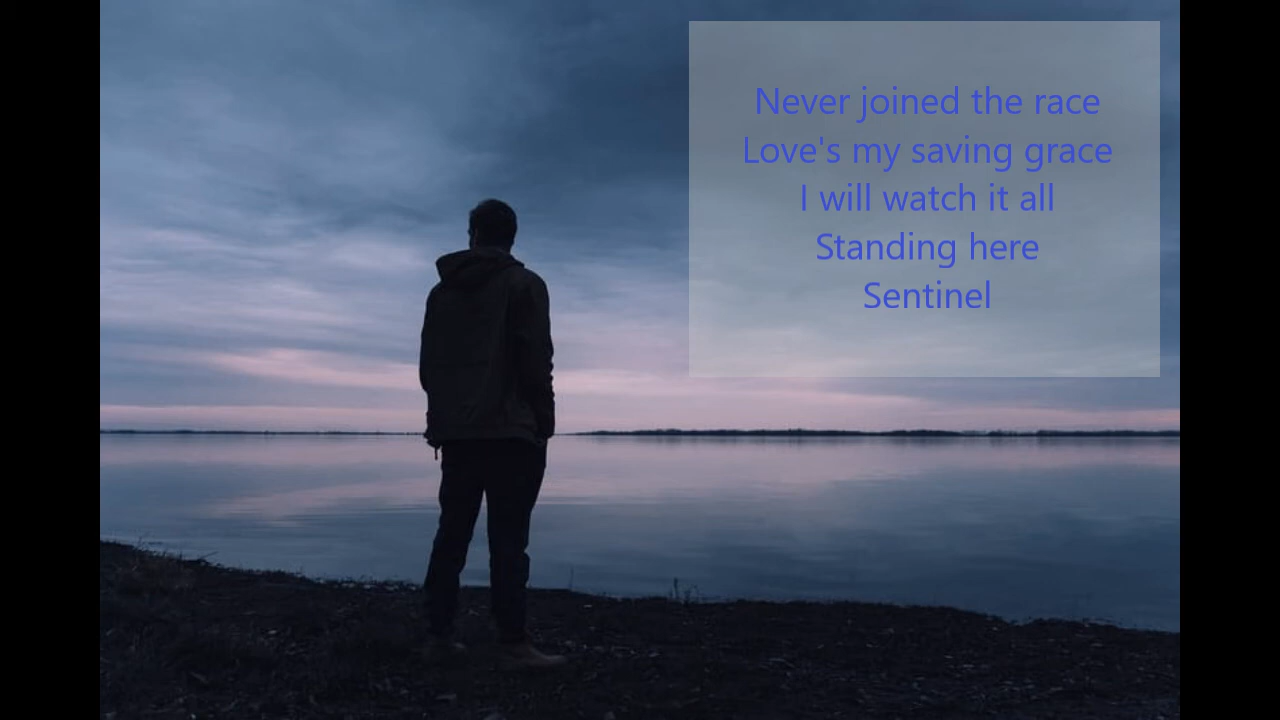 Never joined the race
Love's my saving grace
I will watch it all
Standing here
Sentinel